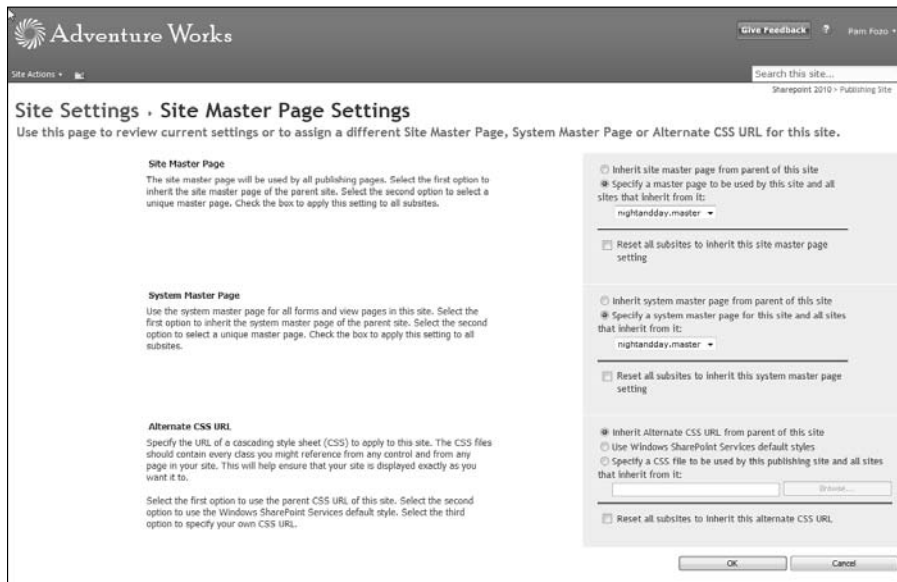 Adventure Works
Give Feedback
?
Pam Fozo
Site Actions
Search this site...
Sharepoint 2010 > Publishing Site
Site Settings › Site Master Page Settings
Use this page to review current settings or to assign a different Site Master Page, System Master Page or Alternate CSS URL for this site.
Site Master Page
The site master page will be used by all publishing pages. Select the first option to
inherit the site master page of the parent site. Select the second option to select a
unique master page. Check the box to apply this setting to all subsites.
Inherit site master page from parent of this site
Specify a master page to be used by this site and all
sites that inherit from it:
nightandday.master
Reset all subsites to inherit this site master page
setting
System Master Page
Use the system master page for all forms and view pages in this site. Select the
first option to inherit the system master page of the parent site. Select the second
option to select a unique master page. Check the box to apply this setting to all
subsites.
Inherit system master page from parent of this site
Specify a system master page for this site and all sites
that inherit from it:
nightandday.master
Reset all subsites to inherit this system master page
setting
Alternate CSS URL
Specify the URL of a cascading style sheet (CSS) to apply to this site. The CSS files
should contain every class you might reference from any control and from any
page in your site. This will help ensure that your site is displayed exactly as you
want it to.
Select the first option to use the parent CSS URL of this site. Select the second
option to use the Windows SharePoint Services default style. Select the third
option to specify your own CSS URL.
Inherit Alternate CSS URL from parent of this site
Use Windows SharePoint Services default styles
Specify a CSS file to be used by this publishing site and all sites
that inherit from it:
Browse...
Reset all subsites to inherit this alternate CSS URL
OK
Cancel